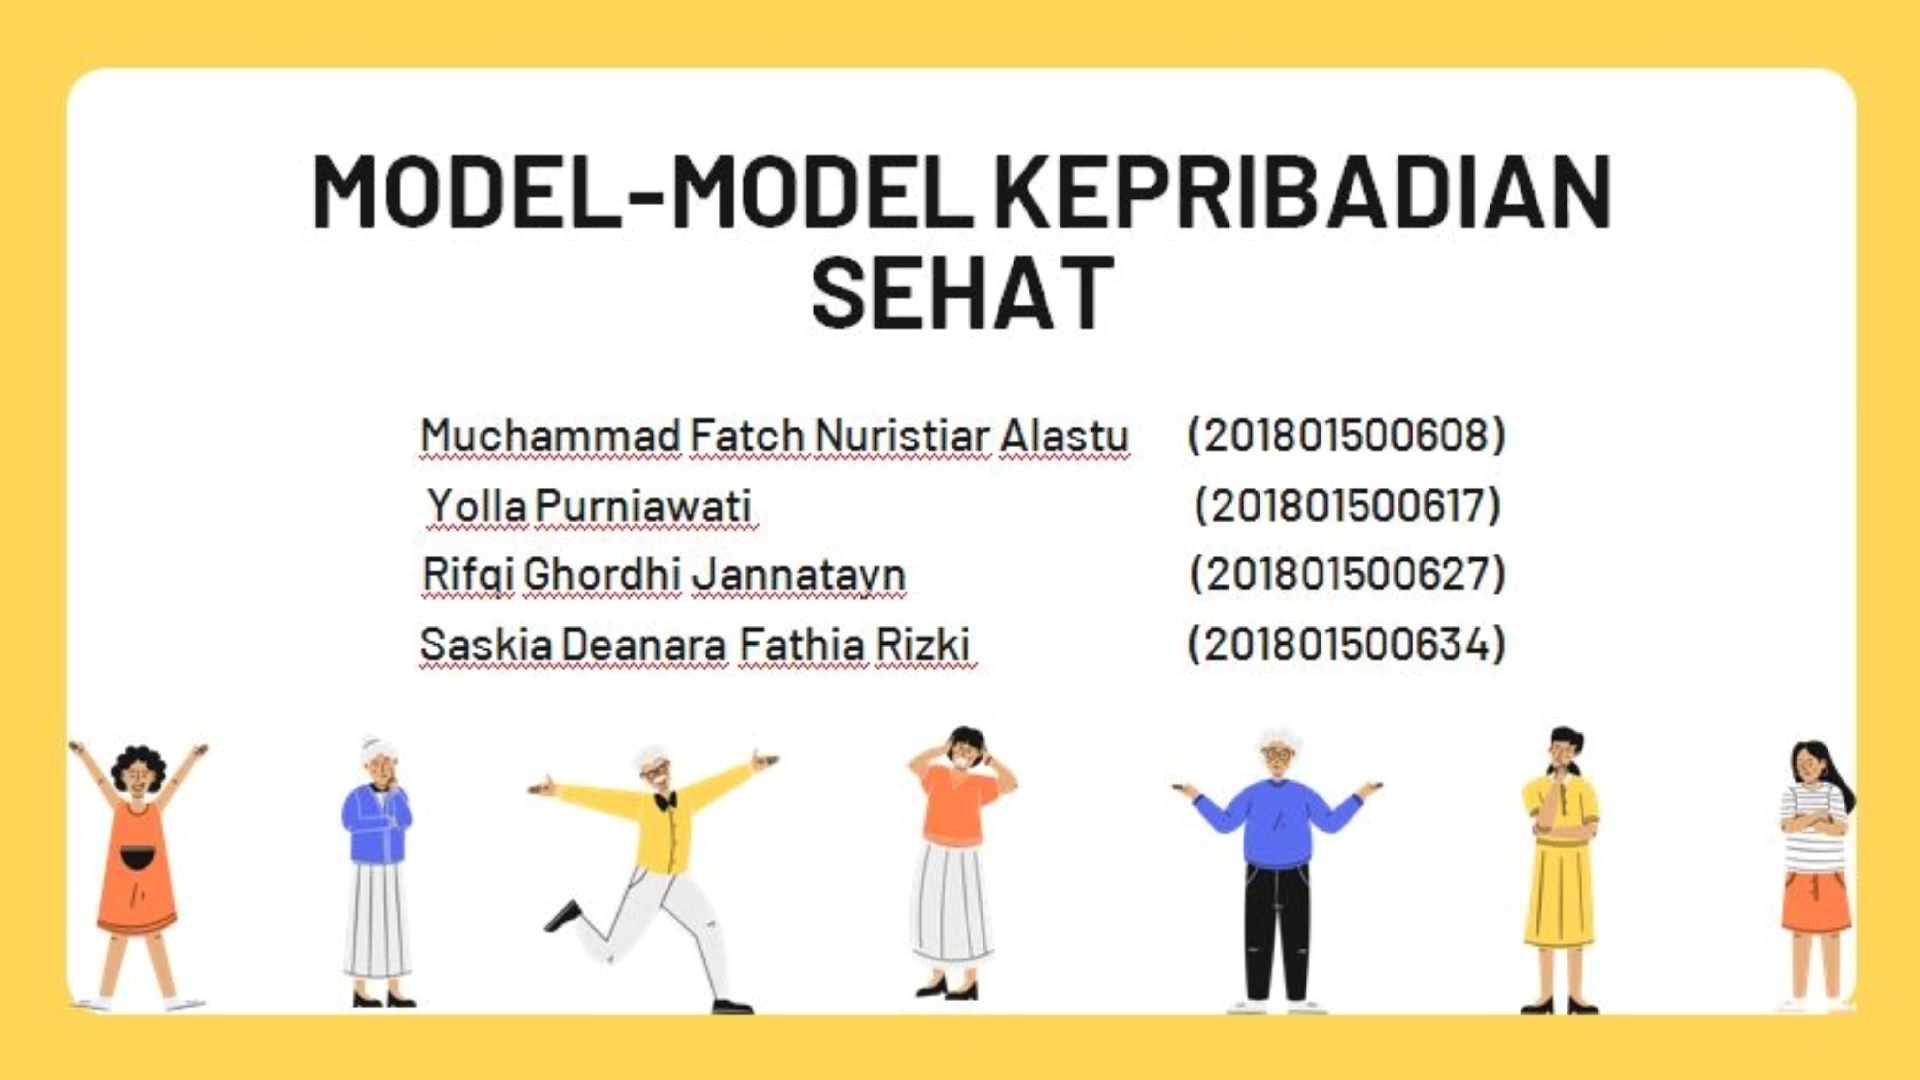 MODEL-MODEL KEPRIBADIAN
SEHAT
Muchammad Fatch Nuristiar Alastu (201801500608)
Yolla Purniawati (201801500617)
Rifqi Ghordhi Jannatayn (201801500627)
Saskia Deanara Fathia Rizki (201801500634)